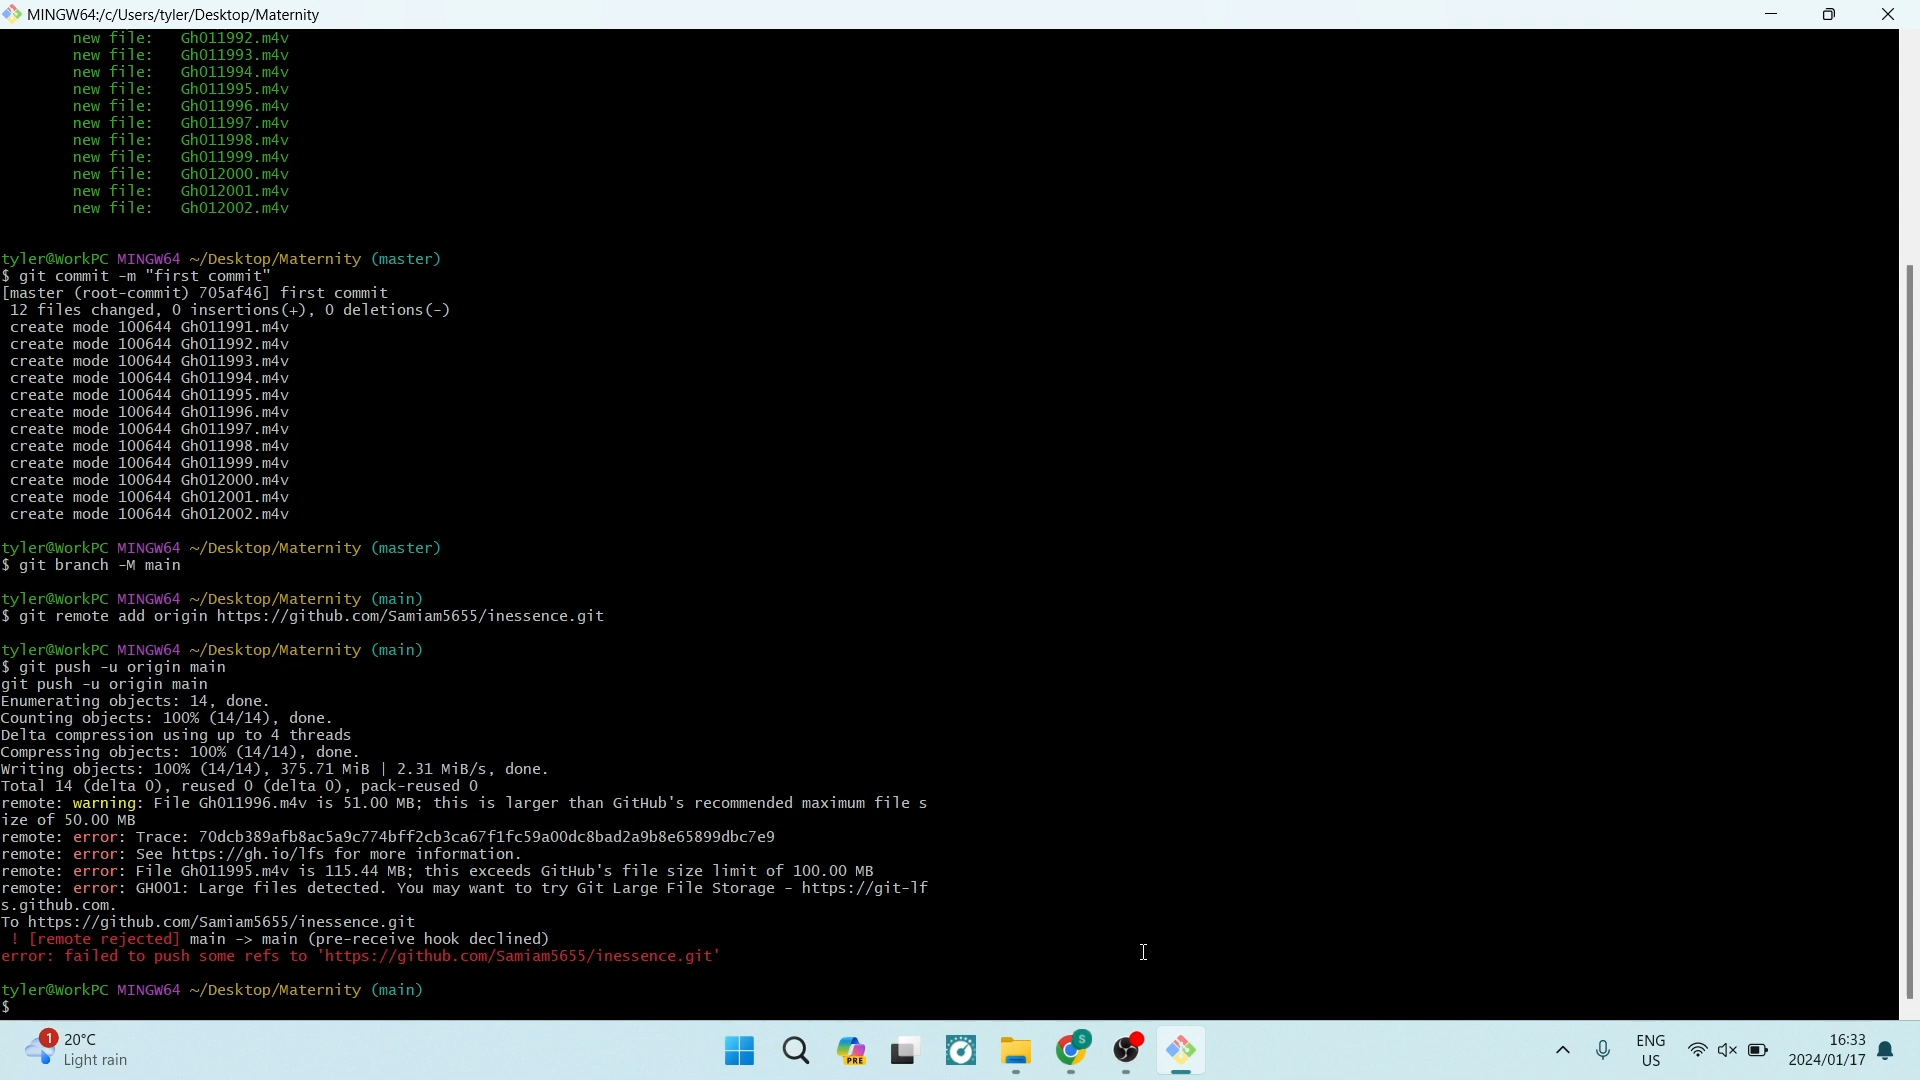 MINGW64:/c/Users/tyler/Desktop/Maternity
new file:   Gh011992.m4v
new file:   Gh011993.m4v
new file:   Gh011994.m4v
new file:   Gh011995.m4v
new file:   Gh011996.m4v
new file:   Gh011997.m4v
new file:   Gh011998.m4v
new file:   Gh011999.m4v
new file:   Gh012000.m4v
new file:   Gh012001.m4v
new file:   Gh012002.m4v
tyler@WorkPC MINGW64 ~/Desktop/Maternity (master)
$ git commit -m "first commit"
[master (root-commit) 705af46] first commit
12 files changed, 0 insertions(+), 0 deletions(-)
create mode 100644 Gh011991.m4v
create mode 100644 Gh011992.m4v
create mode 100644 Gh011993.m4v
create mode 100644 Gh011994.m4v
create mode 100644 Gh011995.m4v
create mode 100644 Gh011996.m4v
create mode 100644 Gh011997.m4v
create mode 100644 Gh011998.m4v
create mode 100644 Gh011999.m4v
create mode 100644 Gh012000.m4v
create mode 100644 Gh012001.m4v
create mode 100644 Gh012002.m4v
tyler@WorkPC MINGW64 ~/Desktop/Maternity (master)
$ git branch -M main
tyler@WorkPC MINGW64 ~/Desktop/Maternity (main)
$ git remote add origin https://github.com/Samiam5655/inessence.git
tyler@WorkPC MINGW64 ~/Desktop/Maternity (main)
$ git push -u origin main
git push -u origin main
Enumerating objects: 14, done.
Counting objects: 100% (14/14), done.
Delta compression using up to 4 threads
Compressing objects: 100% (14/14), done.
Writing objects: 100% (14/14), 375.71 MiB | 2.31 MiB/s, done.
Total 14 (delta 0), reused 0 (delta 0), pack-reused 0
remote: warning: File Gh011996.m4v is 51.00 MB; this is larger than GitHub's recommended maximum file s
ize of 50.00 MB
remote: error: Trace: 70dcb389afb8ac5a9c774bff2cb3ca67f1fc59a00dc8bad2a9b8e65899dbc7e9
remote: error: See https://gh.io/lfs for more information.
remote: error: File Gh011995.m4v is 115.44 MB; this exceeds GitHub's file size limit of 100.00 MB
remote: error: GH001: Large files detected. You may want to try Git Large File Storage - https://git-lf
s.github.com.
To https://github.com/Samiam5655/inessence.git
! [remote rejected] main -> main (pre-receive hook declined)
error: failed to push some refs to 'https://github.com/Samiam5655/inessence.git'
tyler@WorkPC MINGW64 ~/Desktop/Maternity (main)
$
1
20°C
Light rain
PRE
S
ENG
US
16:33
2024/01/17